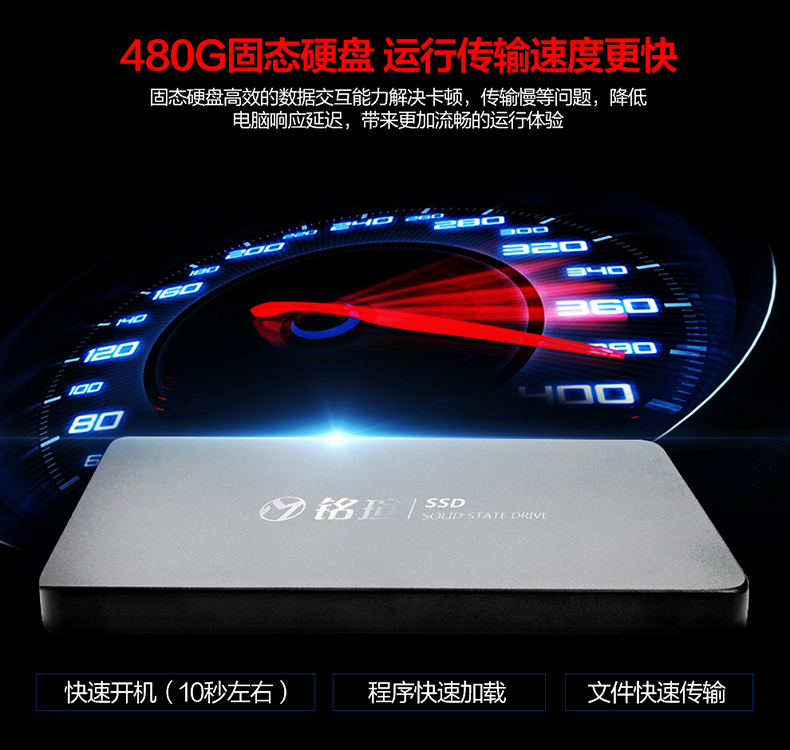 480G固态硬盘 运行传输速度更快
固态硬盘高效的数据交互能力解决卡顿，传输慢等问题，降低
电脑响应延迟，带来更加流畅的运行体验
260
240
280
220
300
200
320
180
340
160
360
140
120
390
100
400
80
铭瑄 SSD
SOLID STATE DRIVE
快速开机（10秒左右） 程序快速加载 文件快速传输